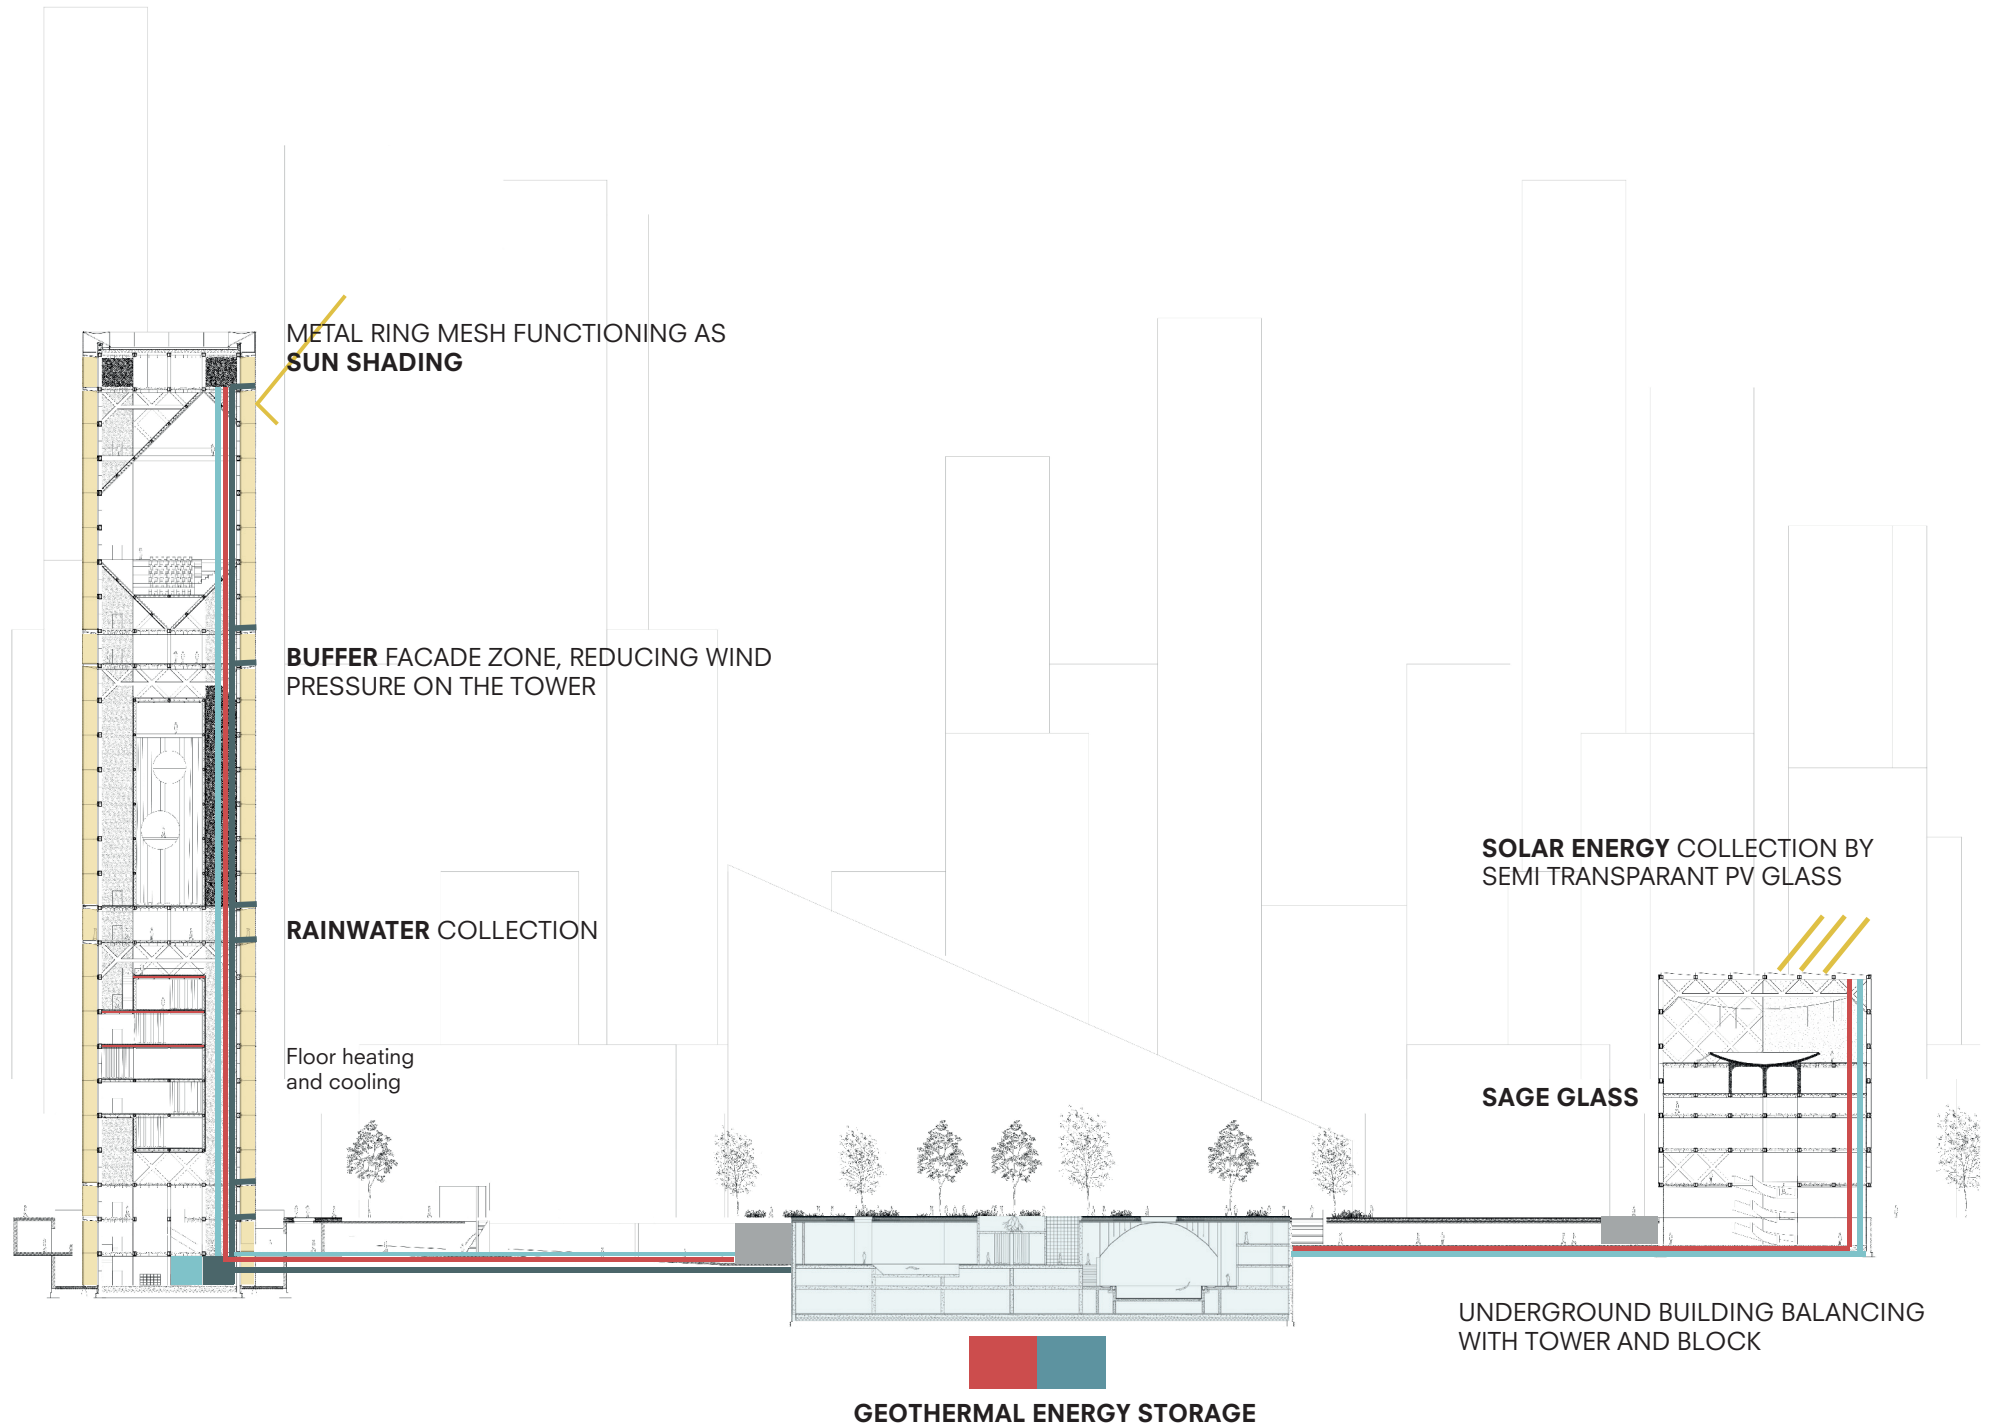 METAL RING MESH FUNCTIONING AS
SUN SHADING
BUFFER FACADE ZONE, REDUCING WIND
PRESSURE ON THE TOWER
SOLAR ENERGY COLLECTION BY
SEMI TRANSPARANT PV GLASS
RAINWATER COLLECTION
Floor heating
and cooling
SAGE GLASS
UNDERGROUND BUILDING BALANCING
WITH TOWER AND BLOCK
GEOTHERMAL ENERGY STORAGE